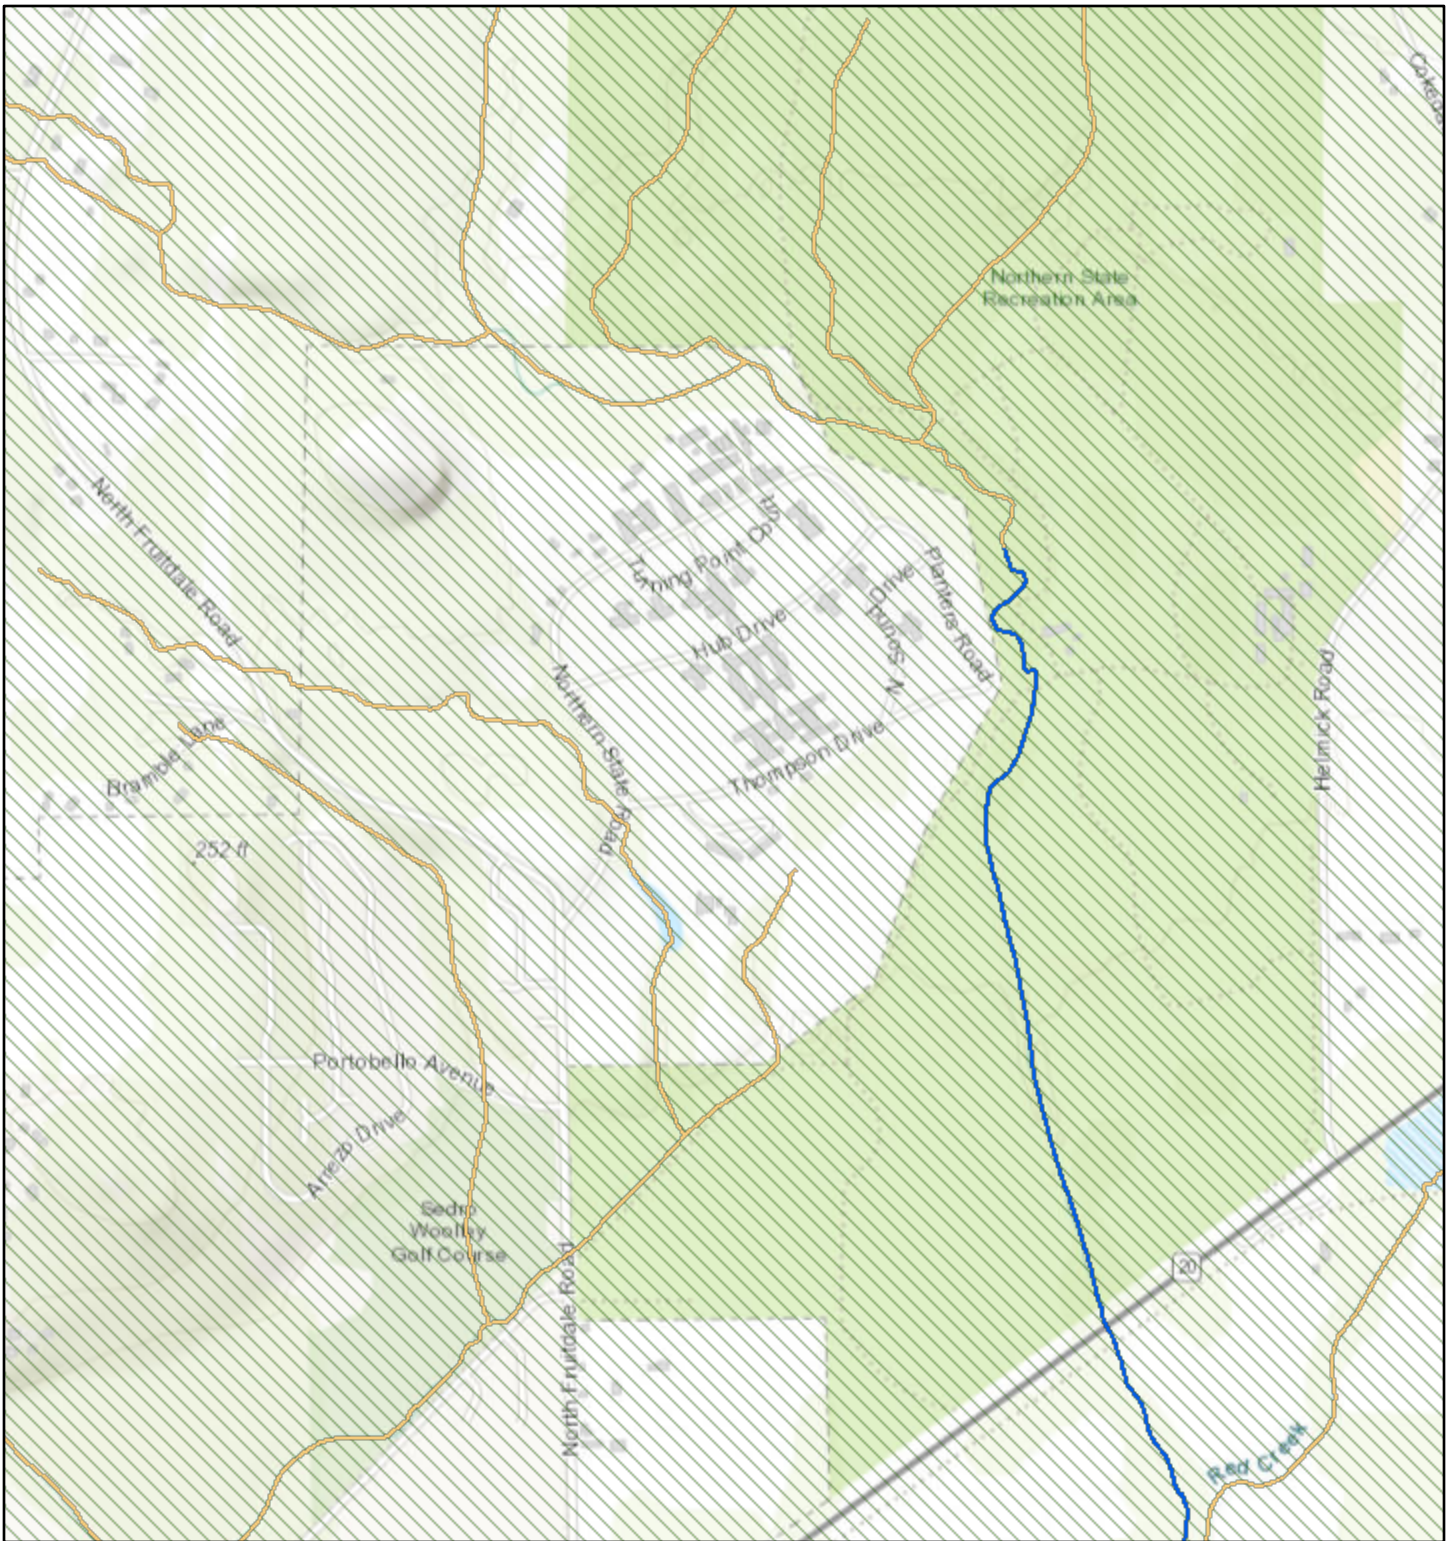 Northern State
Recreation Area
North Fruitdale Road
Turning Point Court
Drive
Planters Road
Hub Drive
N Sound
Helmick Road
Northern State Road
Bramble Lane
Thompson Drive
252 ft
Portobello Avenue
Arrezo Drive
Sedro
Woolley
Golf Course
20
North Fruitdale Road
Red Creek